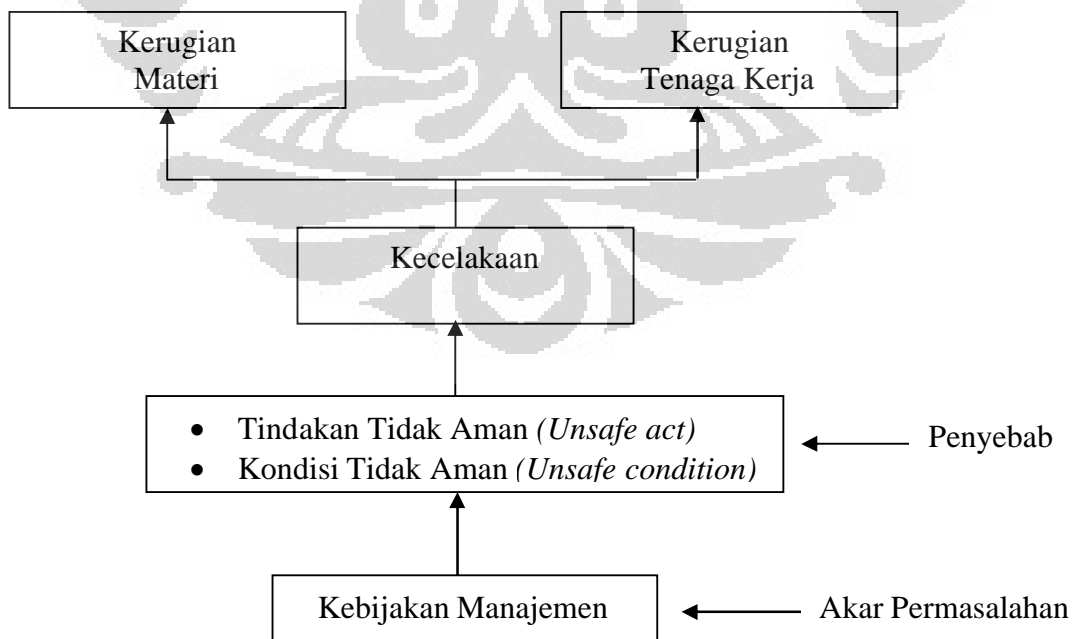 Kerugian
Materi
Kerugian
Tenaga Kerja
Kecelakaan
• Tindakan Tidak Aman (Unsafe act)
• Kondisi Tidak Aman (Unsafe condition)
Penyebab
Kebijakan Manajemen
Akar Permasalahan